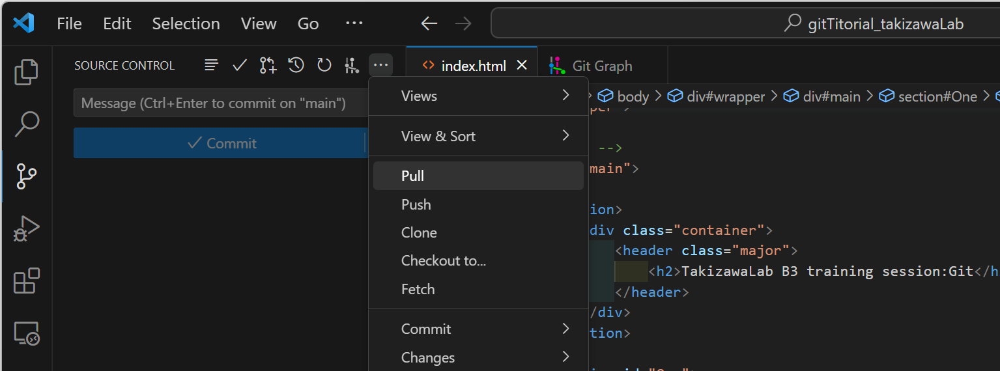 File Edit Selection View Go ··· gitTitorial_takizawaLab
SOURCE CONTROL ··· index.html Git Graph
Message (Ctrl+Enter to commit on "main")
Commit
Views
View & Sort
Pull
Push
Clone
Checkout to...
Fetch
Commit
Changes
body > div#wrapper > div#main > section#One >
-->
main">
ion>
div class="container">
<header class="major">
<h2>TakizawaLab B3 training session:Git</h
</header>
/div>
tion>